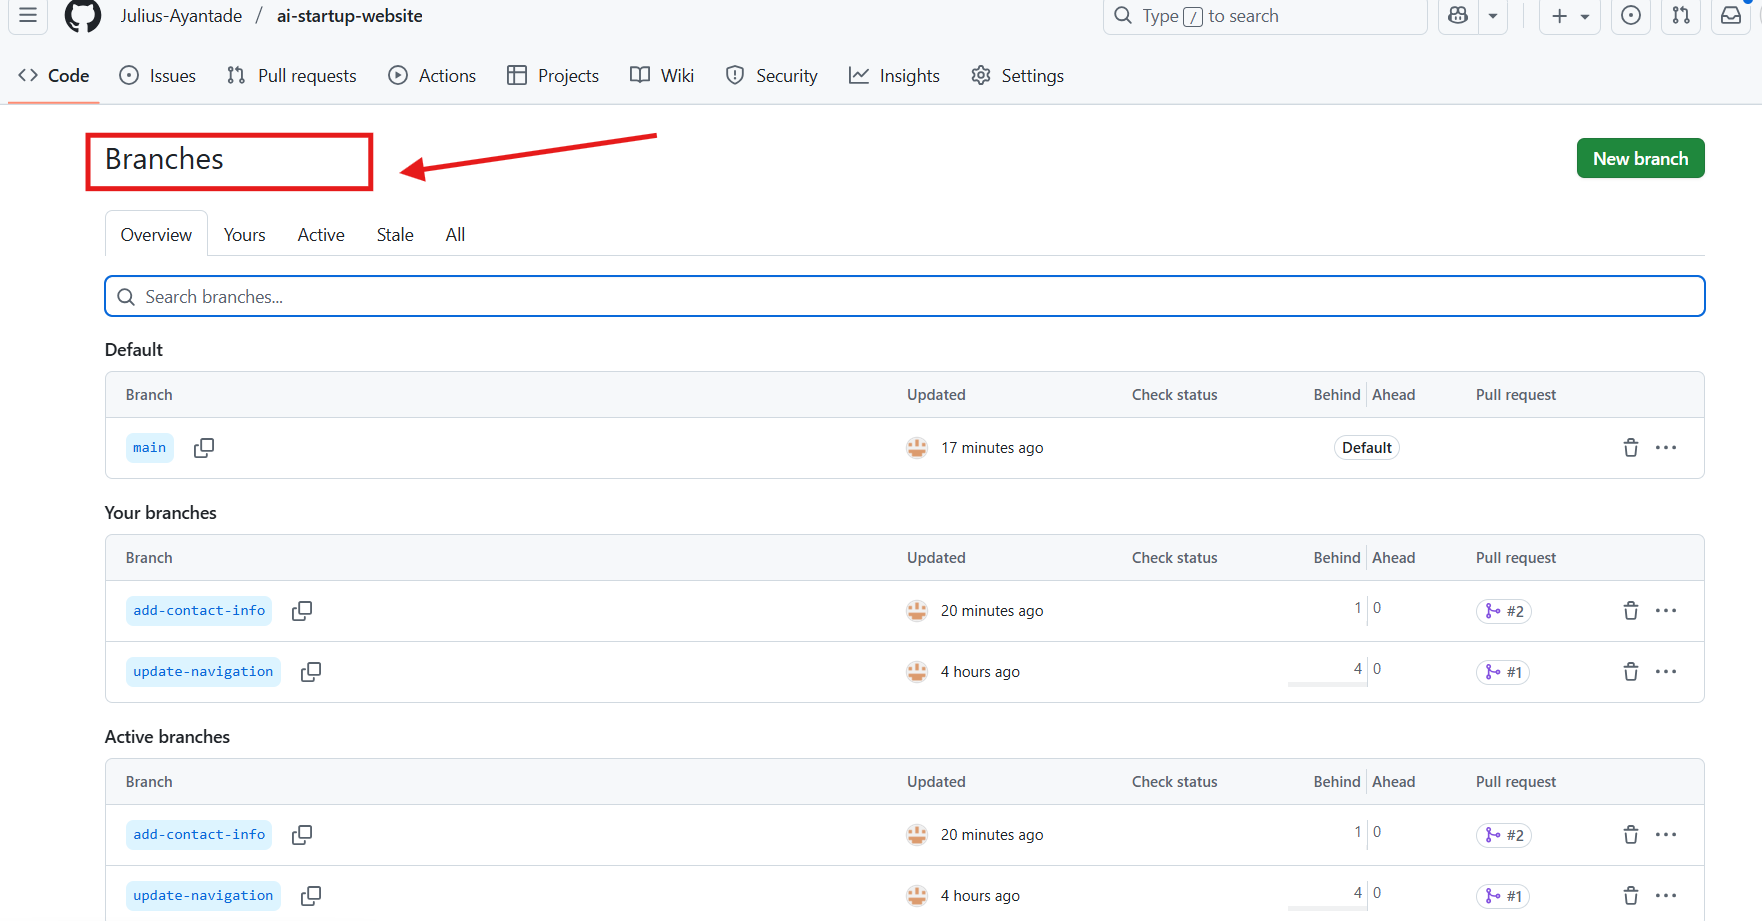 Julius-Ayantade / ai-startup-website
Type / to search
Code Issues Pull requests Actions Projects Wiki Security Insights Settings
Branches
New branch
Overview Yours Active Stale All
Search branches...
Default
Branch Updated Check status Behind Ahead Pull request
main 17 minutes ago Default
Your branches
Branch Updated Check status Behind Ahead Pull request
add-contact-info 20 minutes ago 1 0 #2
update-navigation 4 hours ago 4 0 #1
Active branches
Branch Updated Check status Behind Ahead Pull request
add-contact-info 20 minutes ago 1 0 #2
update-navigation 4 hours ago 4 0 #1